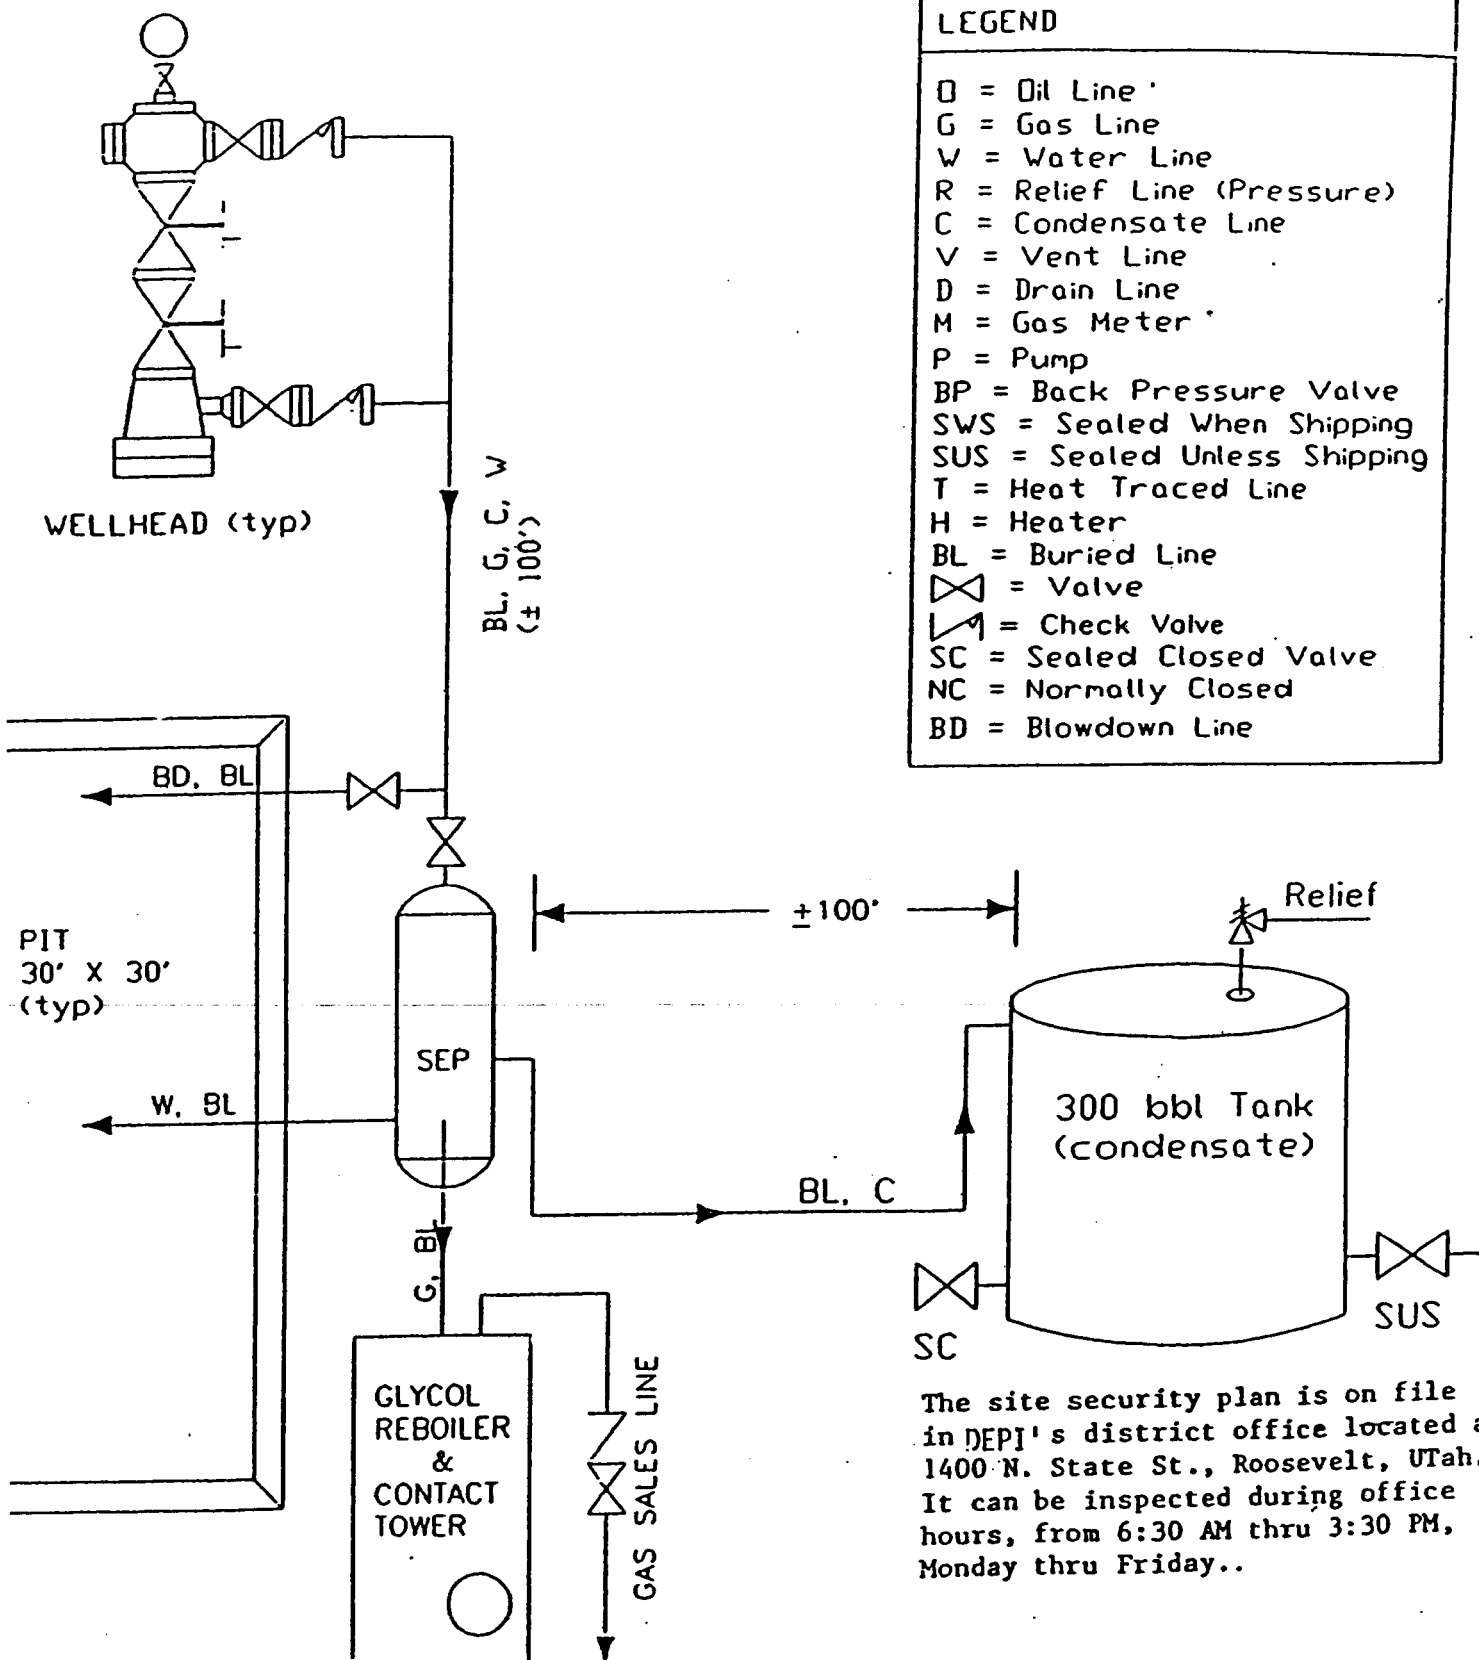 LEGEND
O = Oil Line
G = Gas Line
W = Water Line
R = Relief Line (Pressure)
C = Condensate Line
V = Vent Line
D = Drain Line
M = Gas Meter
P = Pump
BP = Back Pressure Valve
SWS = Sealed When Shipping
SUS = Sealed Unless Shipping
T = Heat Traced Line
H = Heater
BL = Buried Line
= Valve
= Check Valve
SC = Sealed Closed Valve
NC = Normally Closed
BD = Blowdown Line
WELLHEAD (typ)
BL, G, C, W
(± 100')
BD, BL
PIT
30' X 30'
(typ)
W, BL
SEP
±100'
Relief
300 bbl Tank
(condensate)
BL, C
G, BL
SC
SUS
GLYCOL
REBOILER
&
CONTACT
TOWER
GAS SALES LINE
The site security plan is on file
in DEPI's district office located a
1400 N. State St., Roosevelt, UTah.
It can be inspected during office
hours, from 6:30 AM thru 3:30 PM,
Monday thru Friday..